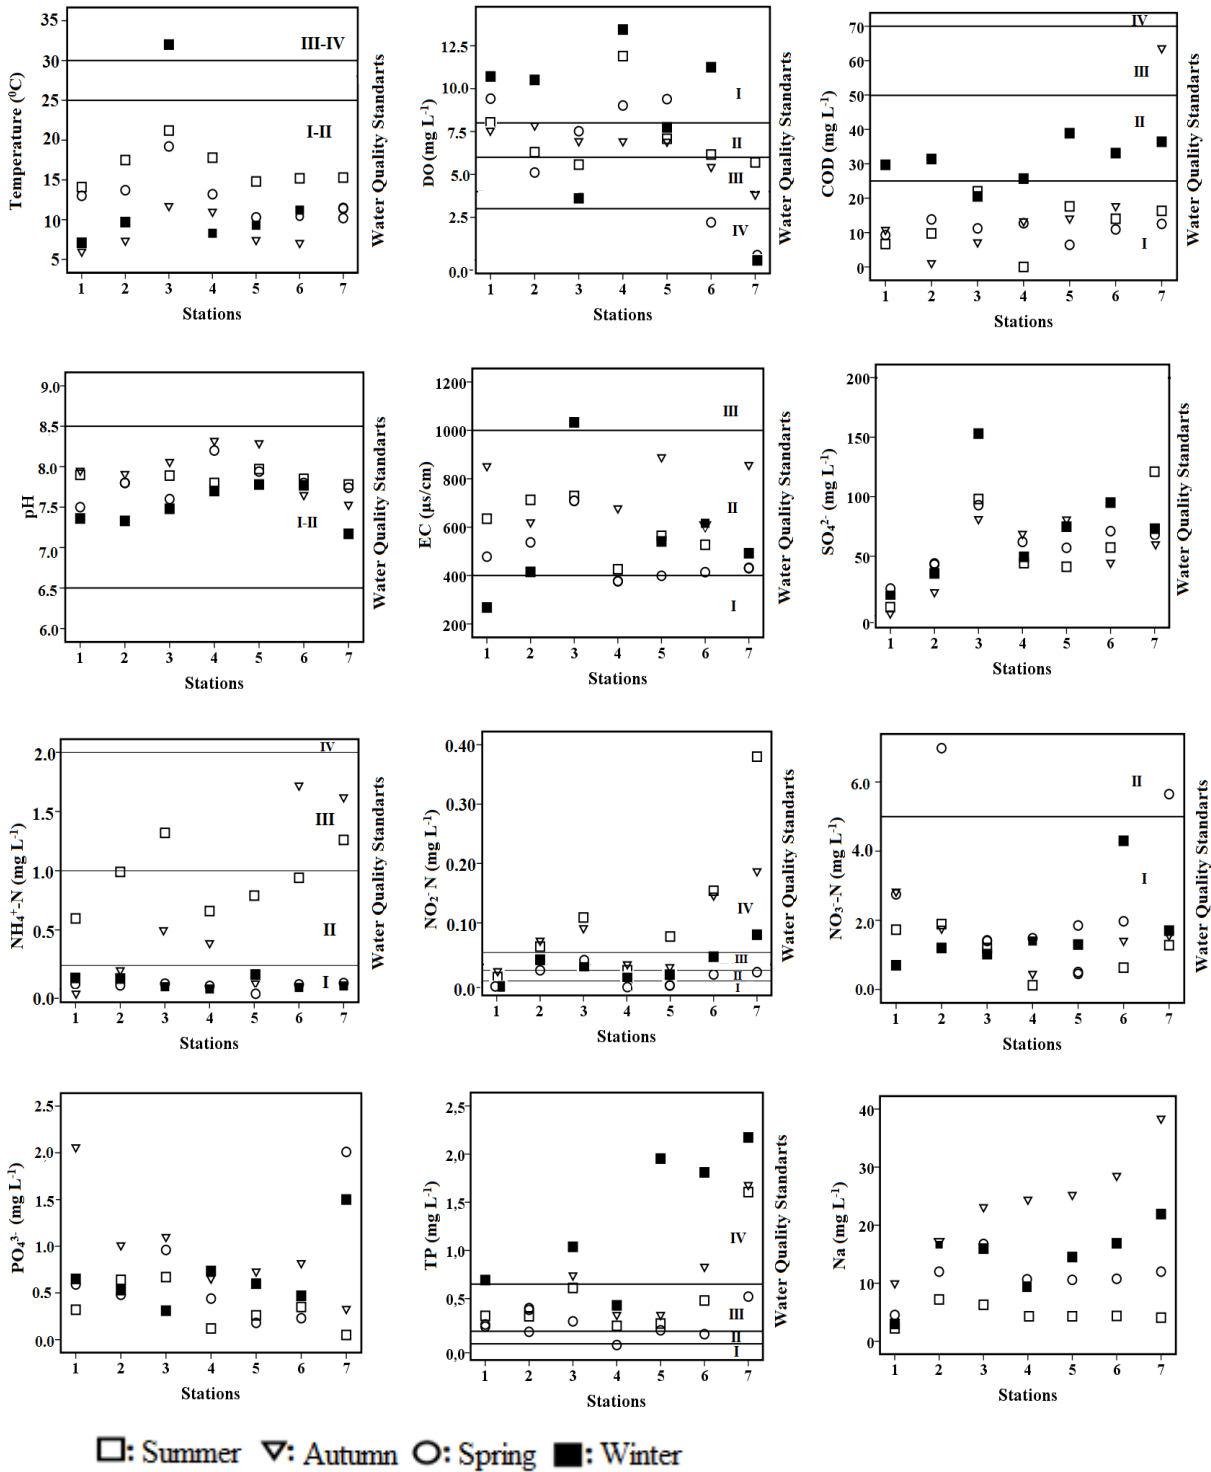 35
30
25
20
15
10
5
Temperature (⁰C)
III-IV
I-II
1 2 3 4 5 6 7
Stations
Water Quality Standarts
12.5
10.0
7.5
5.0
2.5
0.0
DO (mg L-1)
I
II
III
IV
1 2 3 4 5 6 7
Stations
Water Quality Standarts
70
60
50
40
30
20
10
0
COD (mg L-1)
IV
III
II
I
1 2 3 4 5 6 7
Stations
Water Quality Standarts
9.0
8.5
8.0
7.5
7.0
6.5
6.0
pH
I-II
1 2 3 4 5 6 7
Stations
Water Quality Standarts
1200
1000
800
600
400
200
EC (µs/cm)
III
II
I
1 2 3 4 5 6 7
Stations
Water Quality Standarts
200
150
100
50
0
SO₄²⁻ (mg L-1)
1 2 3 4 5 6 7
Stations
Water Quality Standarts
2.0
1.5
1.0
0.5
0.0
NH₄⁺-N (mg L-1)
IV
III
II
I
1 2 3 4 5 6 7
Stations
Water Quality Standarts
0.40
0.30
0.20
0.10
0.0
NO₂⁻ N (mg L-1)
IV
III
II
I
1 2 3 4 5 6 7
Stations
Water Quality Standarts
6.0
4.0
2.0
0.0
NO₃⁻-N (mg L-1)
II
I
1 2 3 4 5 6 7
Stations
Water Quality Standarts
2.5
2.0
1.5
1.0
0.5
0.0
PO₄³⁻ (mg L-1)
1 2 3 4 5 6 7
Stations
2,5
2,0
1,5
1,0
0,5
0,0
TP (mg L-1)
IV
III
II
I
1 2 3 4 5 6 7
Stations
Water Quality Standarts
40
30
20
10
0
Na (mg L-1)
1 2 3 4 5 6 7
Stations
: Summer : Autumn : Spring : Winter